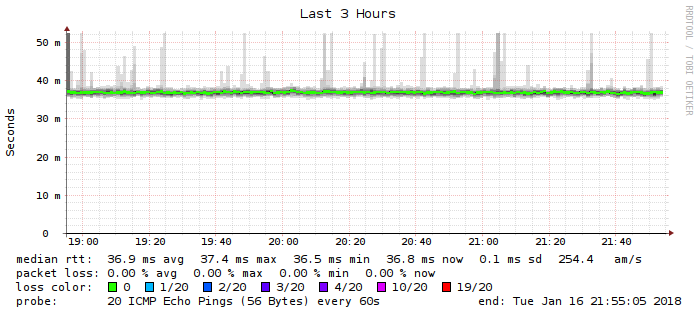 Last 3 Hours
RRDTOOL / TOBI OETIKER
Seconds
50 m
40 m
30 m
20 m
10 m
0
19:00 19:20 19:40 20:00 20:20 20:40 21:00 21:20 21:40
median rtt: 36.9 ms avg 37.4 ms max 36.5 ms min 36.8 ms now 0.1 ms sd 254.4 am/s
packet loss: 0.00 % avg 0.00 % max 0.00 % min 0.00 % now
loss color: 0 1/20 2/20 3/20 4/20 10/20 19/20
probe: 20 ICMP Echo Pings (56 Bytes) every 60s end: Tue Jan 16 21:55:05 2018